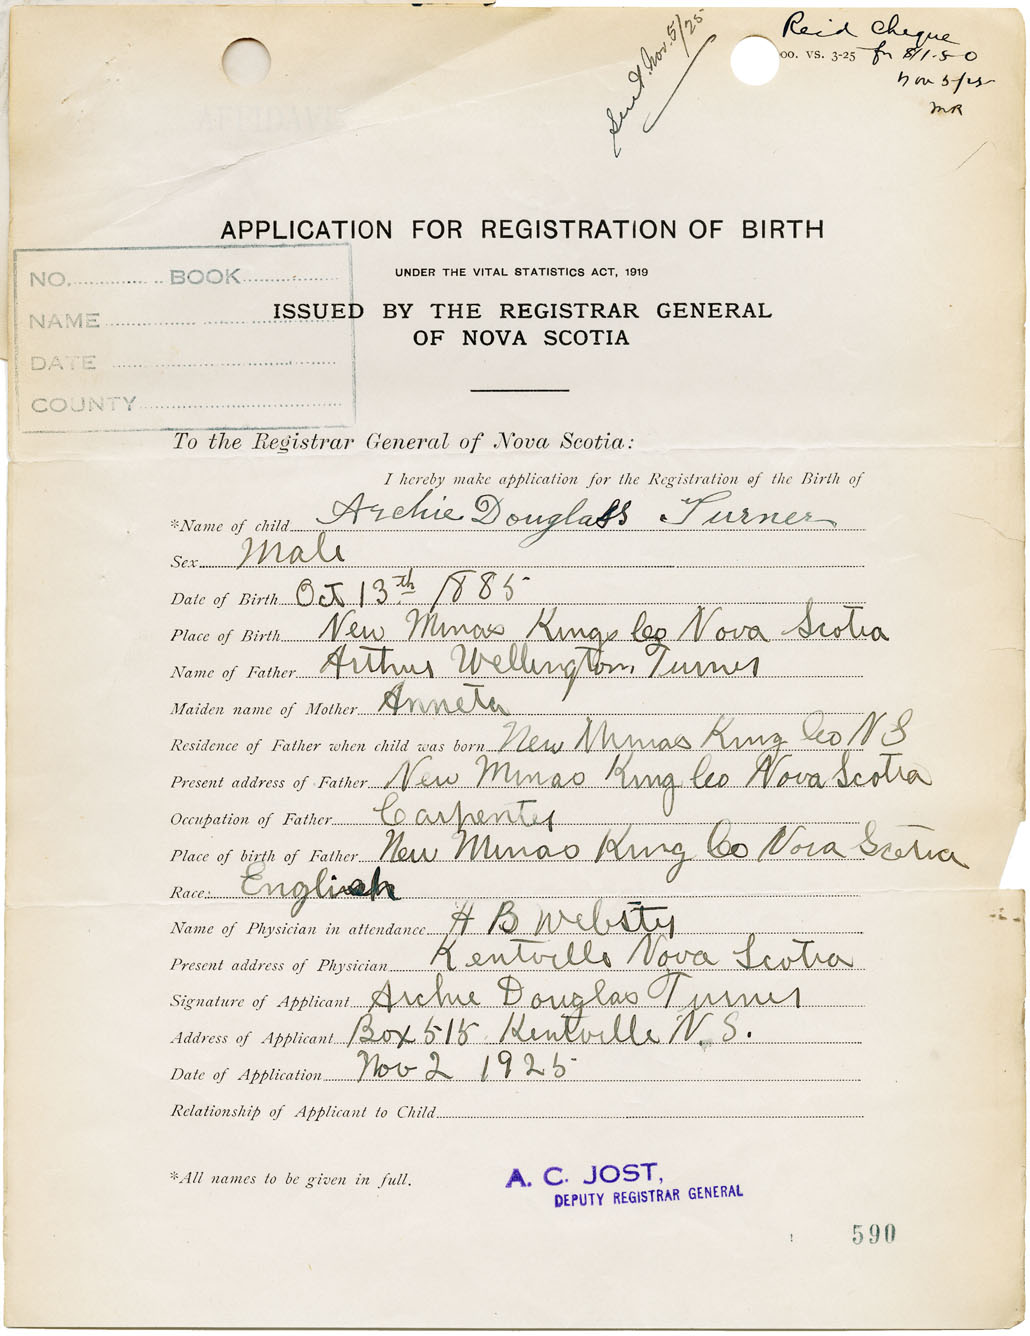 Sent. Nov. 5/25
Recd Cheque
00. VS. 3-25 for $1.50
Nov 5/25
MR
APPLICATION FOR REGISTRATION OF BIRTH
UNDER THE VITAL STATISTICS ACT, 1919
ISSUED BY THE REGISTRAR GENERAL
OF NOVA SCOTIA
NO. BOOK
NAME
DATE
COUNTY
To the Registrar General of Nova Scotia:
I hereby make application for the Registration of the Birth of
*Name of child Archie Douglass Turner
Sex Male
Date of Birth Oct 13th 1885
Place of Birth New Minas Kings Co Nova Scotia
Name of Father Arthur Wellington Turner
Maiden name of Mother Anneta
Residence of Father when child was born New Minas King Co N S
Present address of Father New Minas King Co Nova Scotia
Occupation of Father Carpenter
Place of birth of Father New Minas King Co Nova Scotia
Race: English
Name of Physician in attendance H B Webster
Present address of Physician Kentville Nova Scotia
Signature of Applicant Archie Douglas Turner
Address of Applicant Box 515 Kentville N.S.
Date of Application Nov 2 1925
Relationship of Applicant to Child
*All names to be given in full.
A. C. JOST,
DEPUTY REGISTRAR GENERAL
590